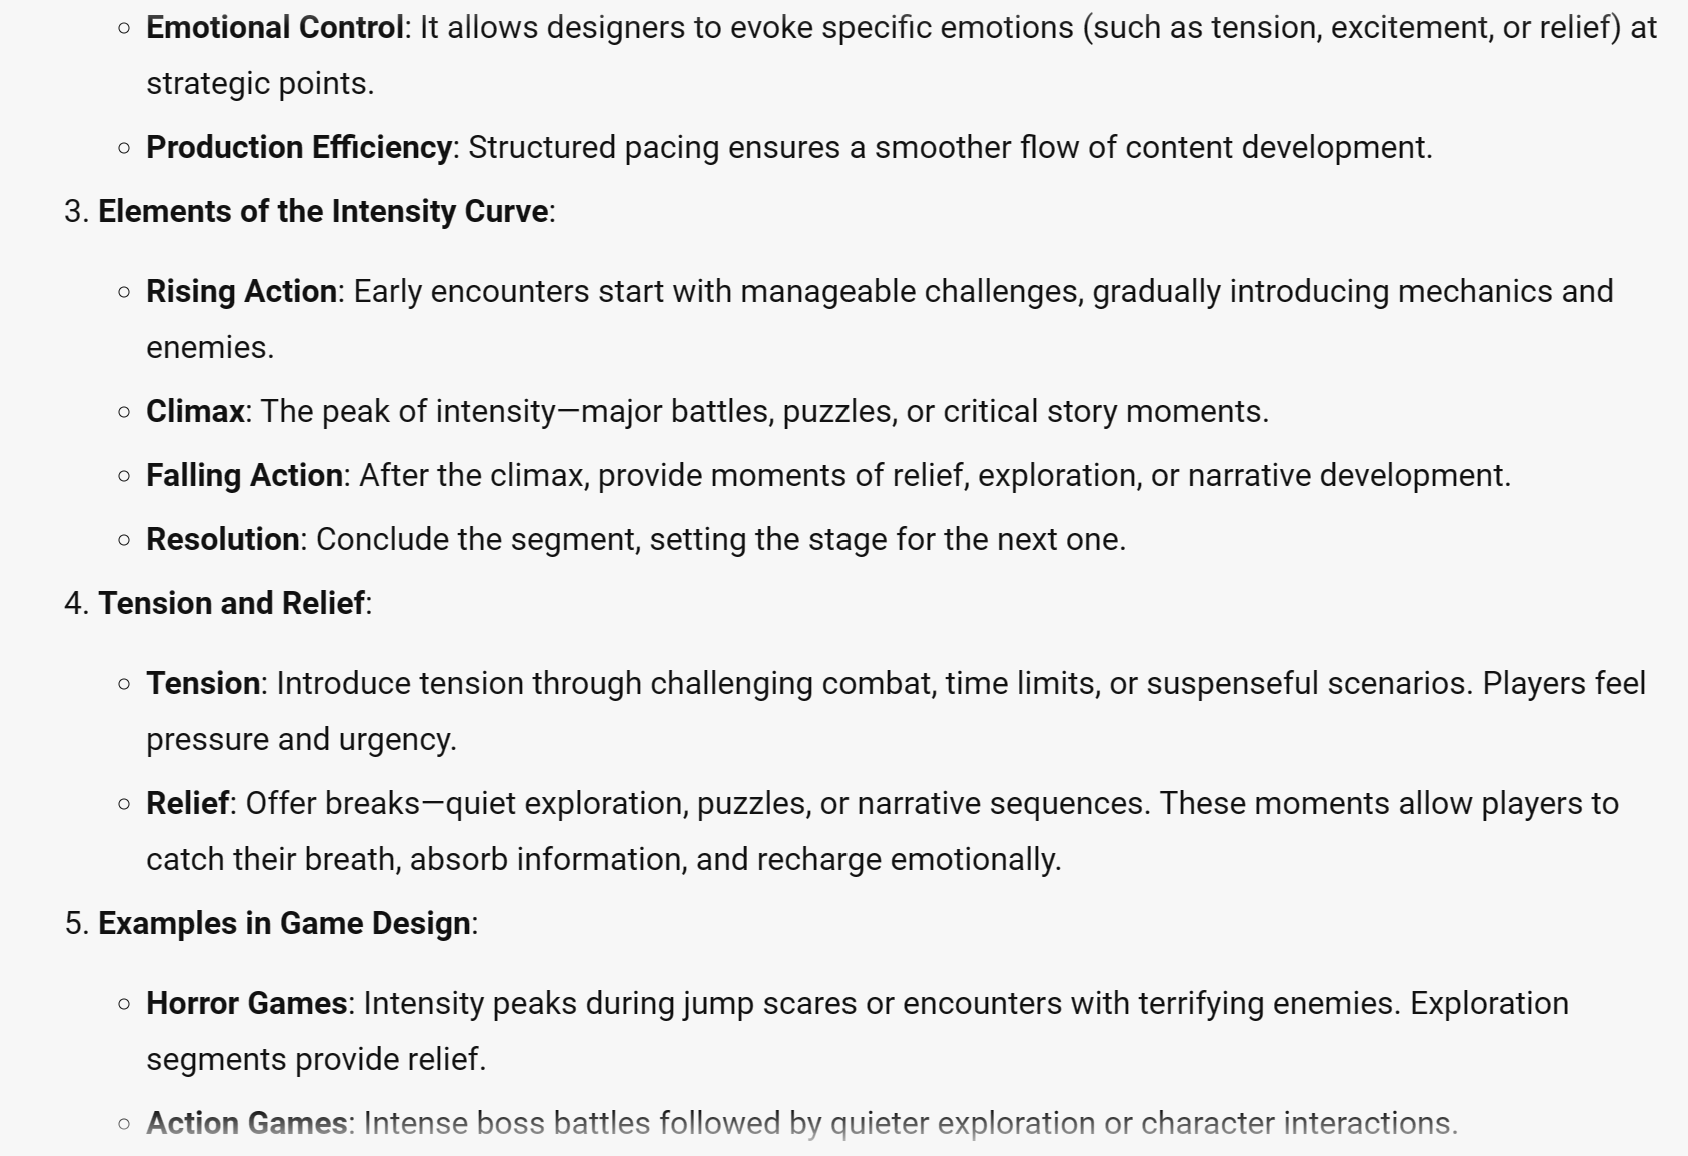 Emotional Control: It allows designers to evoke specific emotions (such as tension, excitement, or relief) at
strategic points.
Production Efficiency: Structured pacing ensures a smoother flow of content development.
3. Elements of the Intensity Curve:
Rising Action: Early encounters start with manageable challenges, gradually introducing mechanics and
enemies.
Climax: The peak of intensity—major battles, puzzles, or critical story moments.
Falling Action: After the climax, provide moments of relief, exploration, or narrative development.
Resolution: Conclude the segment, setting the stage for the next one.
4. Tension and Relief:
Tension: Introduce tension through challenging combat, time limits, or suspenseful scenarios. Players feel
pressure and urgency.
Relief: Offer breaks—quiet exploration, puzzles, or narrative sequences. These moments allow players to
catch their breath, absorb information, and recharge emotionally.
5. Examples in Game Design:
Horror Games: Intensity peaks during jump scares or encounters with terrifying enemies. Exploration
segments provide relief.
Action Games: Intense boss battles followed by quieter exploration or character interactions.